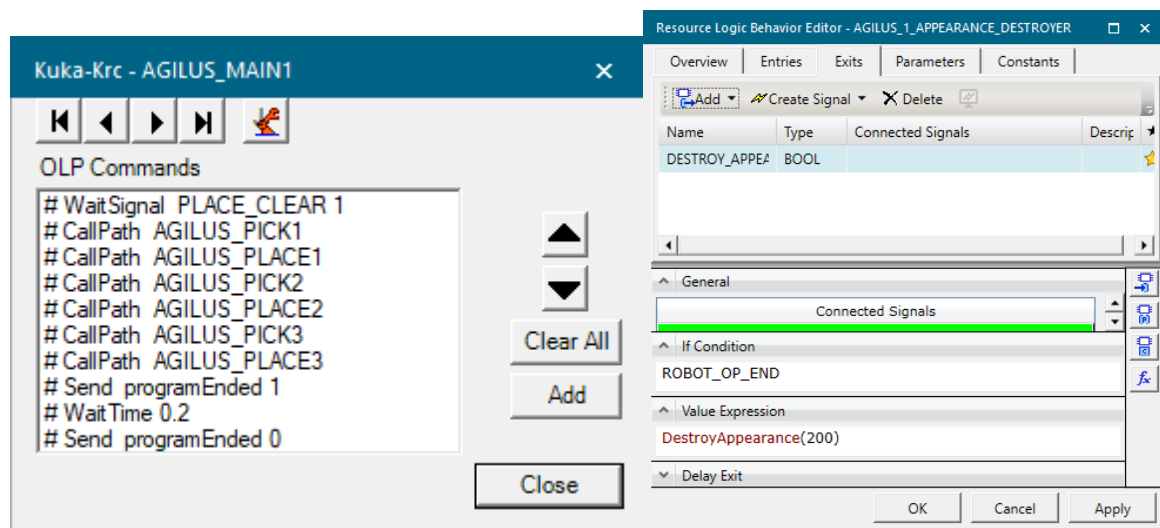 Kuka-Krc - AGILUS_MAIN1
OLP Commands
# WaitSignal PLACE_CLEAR 1
# CallPath AGILUS_PICK1
# CallPath AGILUS_PLACE1
# CallPath AGILUS_PICK2
# CallPath AGILUS_PLACE2
# CallPath AGILUS_PICK3
# CallPath AGILUS_PLACE3
# Send programEnded 1
# WaitTime 0.2
# Send programEnded 0
Clear All
Add
Close
Resource Logic Behavior Editor - AGILUS_1_APPEARANCE_DESTROYER
Overview Entries Exits Parameters Constants
Add Create Signal Delete
Name Type Connected Signals Descrip
DESTROY_APPEA BOOL
General
Connected Signals
If Condition
ROBOT_OP_END
Value Expression
DestroyAppearance(200)
Delay Exit
OK Cancel Apply